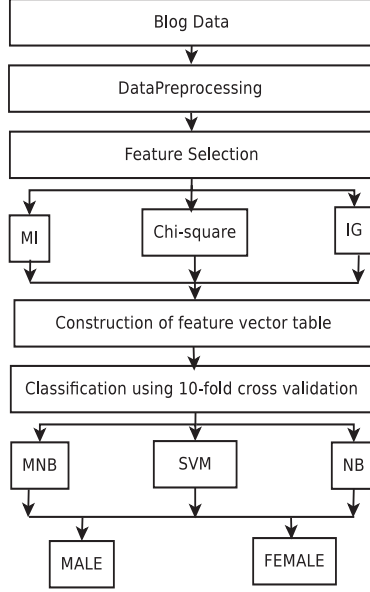 Blog Data
DataPreprocessing
Feature Selection
MI
Chi-square
IG
Construction of feature vector table
Classification using 10-fold cross validation
MNB
SVM
NB
MALE
FEMALE